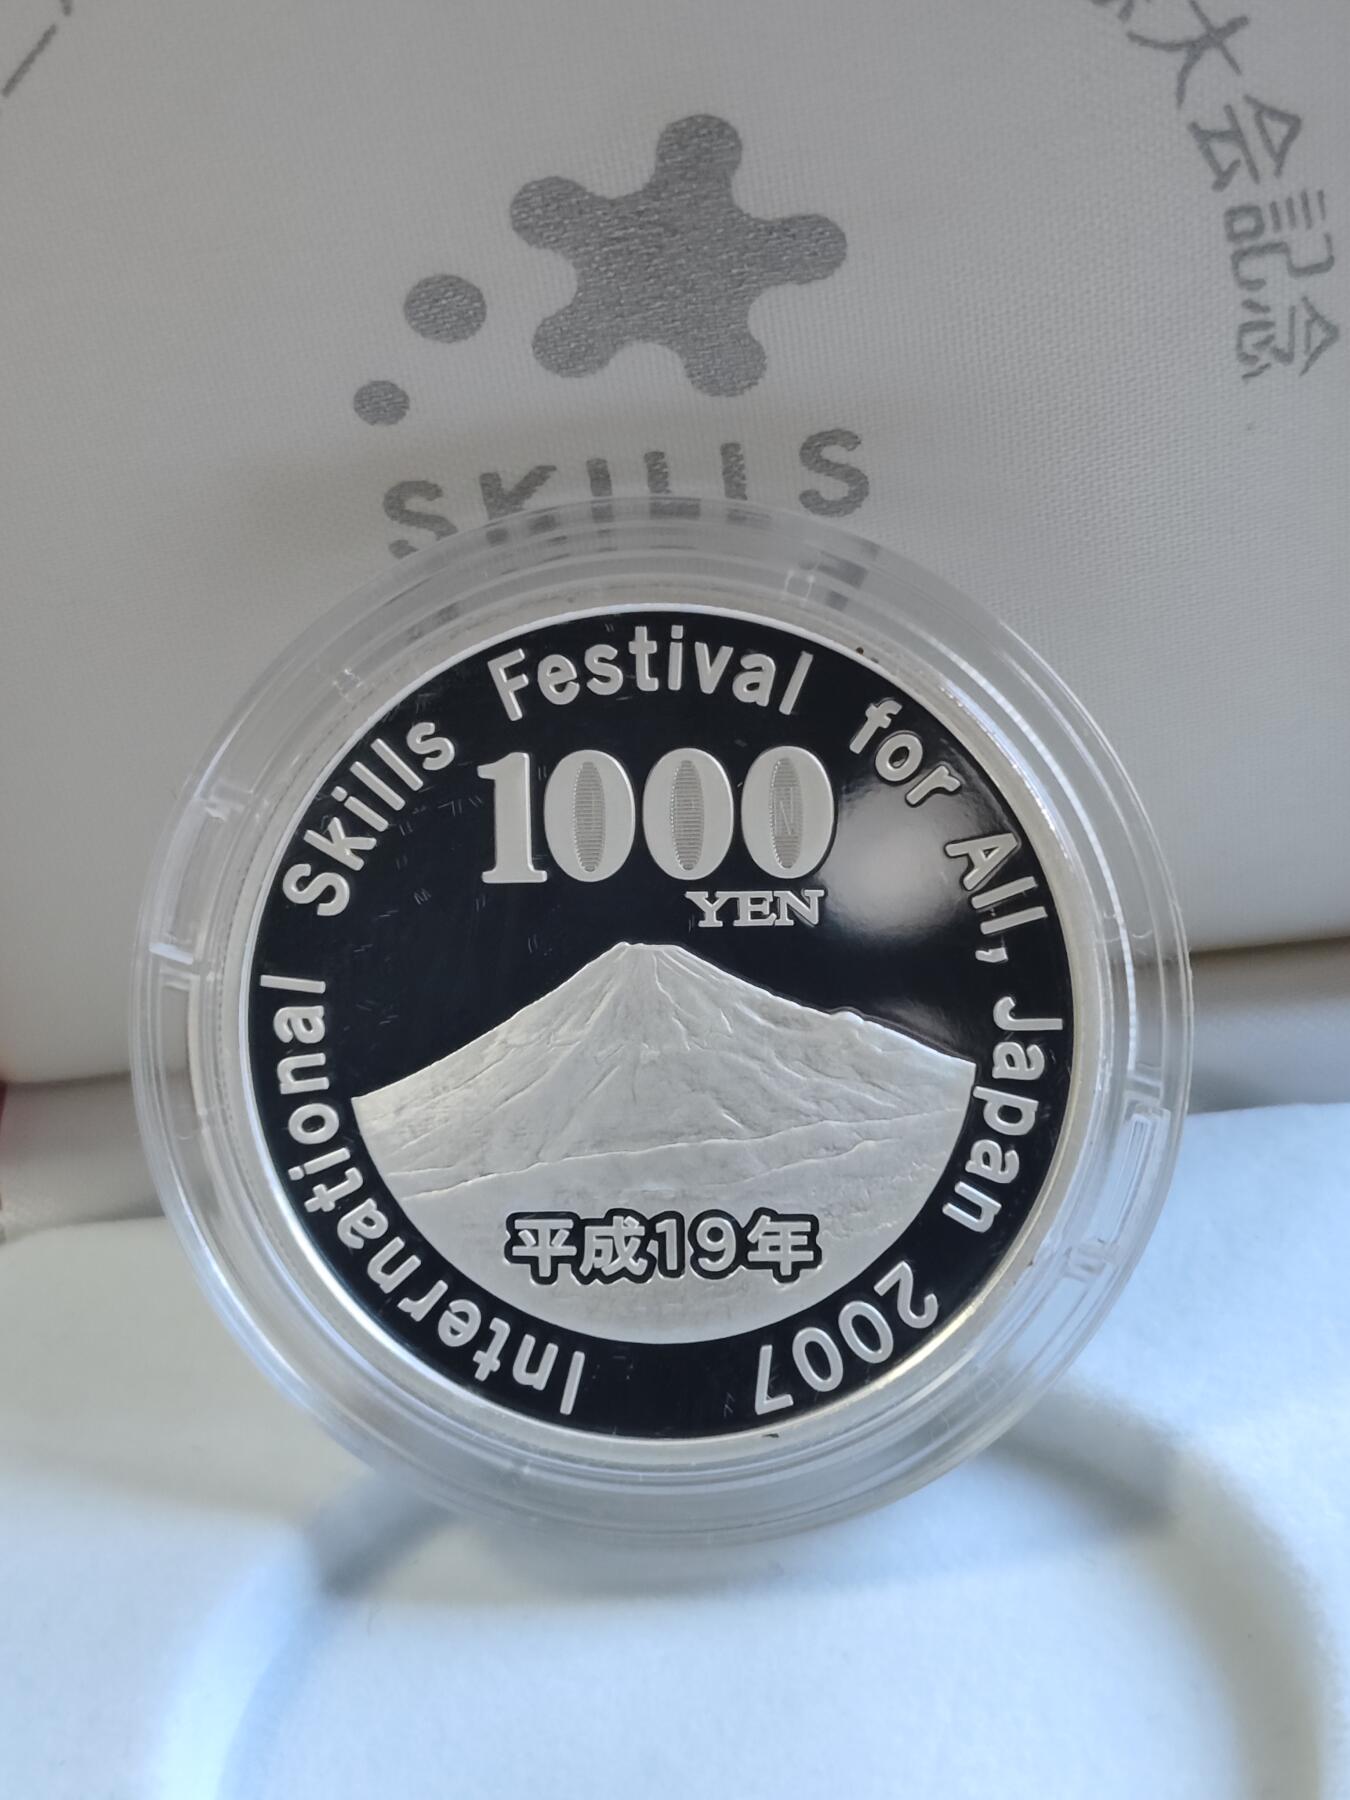 大会記念
SKILLS
International Skills Festival for All, Japan 2007
1000
YEN
平成19年